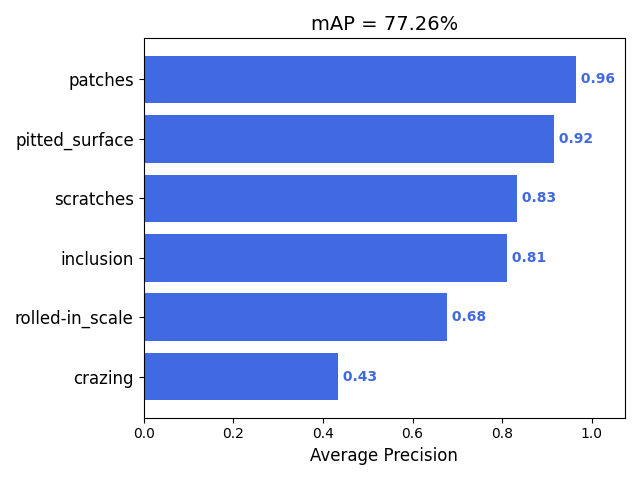 mAP = 77.26%
patches 0.96
pitted_surface 0.92
scratches 0.83
inclusion 0.81
rolled-in_scale 0.68
crazing 0.43
0.0 0.2 0.4 0.6 0.8 1.0
Average Precision